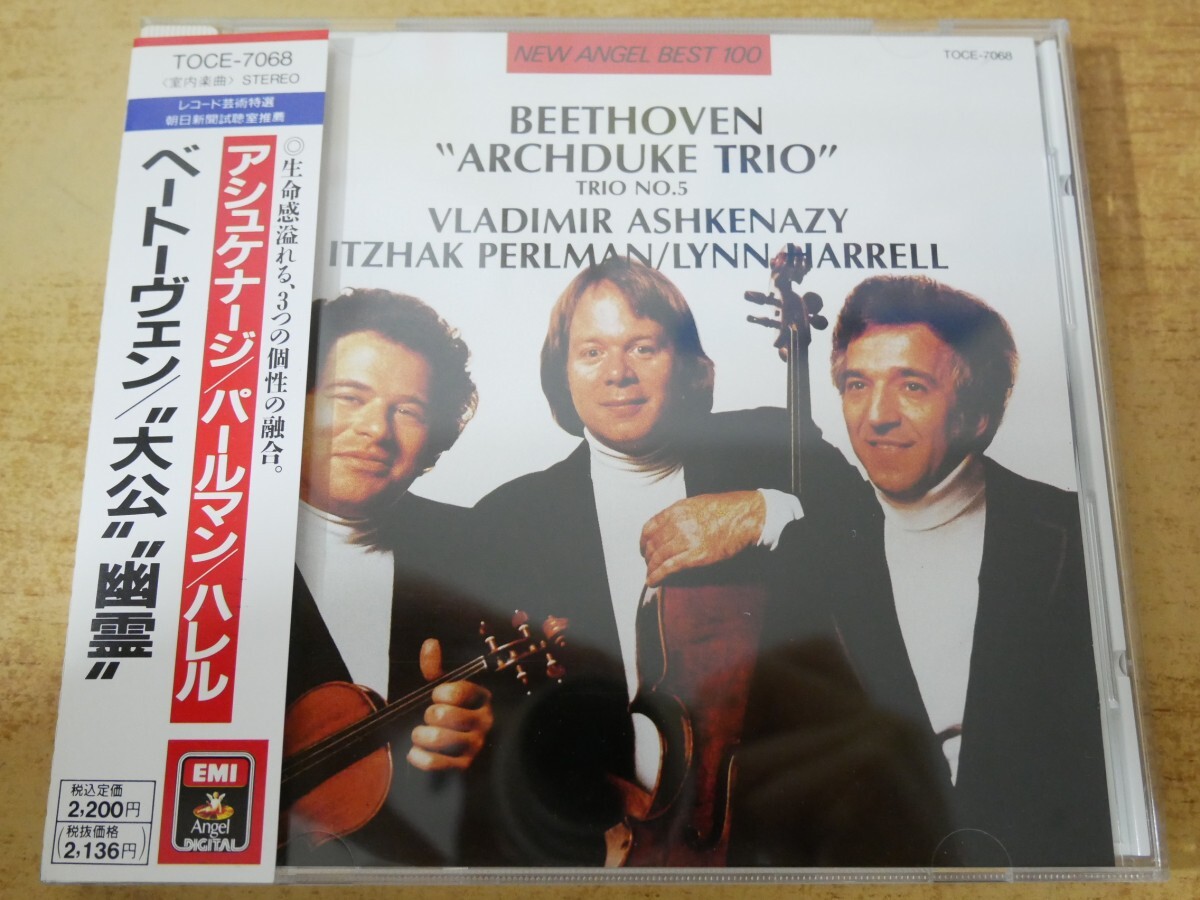 TOCE-7068
〈室内楽曲〉STEREO
レコード芸術特選
朝日新聞試聴室推薦
◎生命感溢れる、3つの個性の融合。
アシュケナージ/パールマン/ハレル
ベートーヴェン/〝大公〟〝幽霊〟
EMI
Angel
DIGITAL
税込定価
2,200円
(税抜価格
2,136円)
NEW ANGEL BEST 100
TOCE-7068
BEETHOVEN
"ARCHDUKE TRIO"
TRIO NO.5
VLADIMIR ASHKENAZY
ITZHAK PERLMAN/LYNN HARRELL